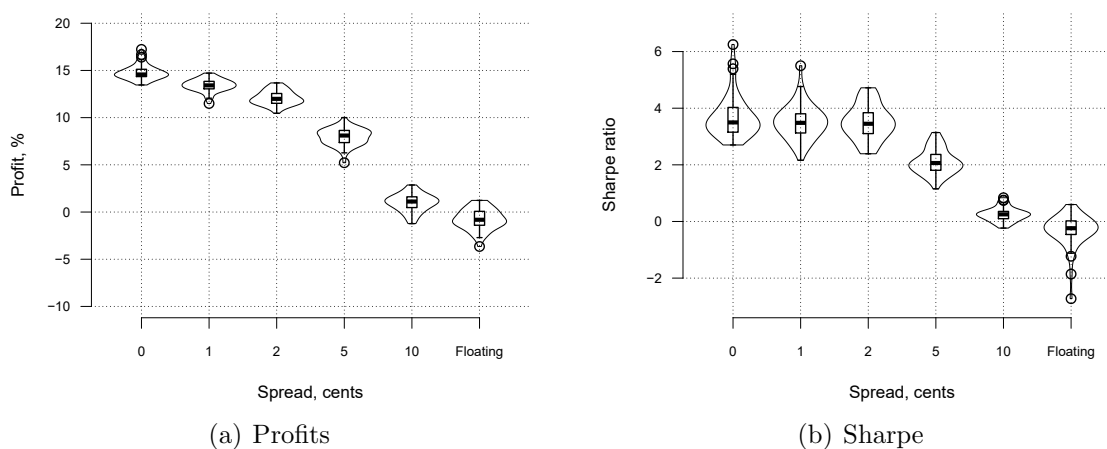 20
15
10
5
0
−5
−10
Profit, %
0 1 2 5 10 Floating
Spread, cents
(a) Profits
6
4
2
0
−2
Sharpe ratio
0 1 2 5 10 Floating
Spread, cents
(b) Sharpe